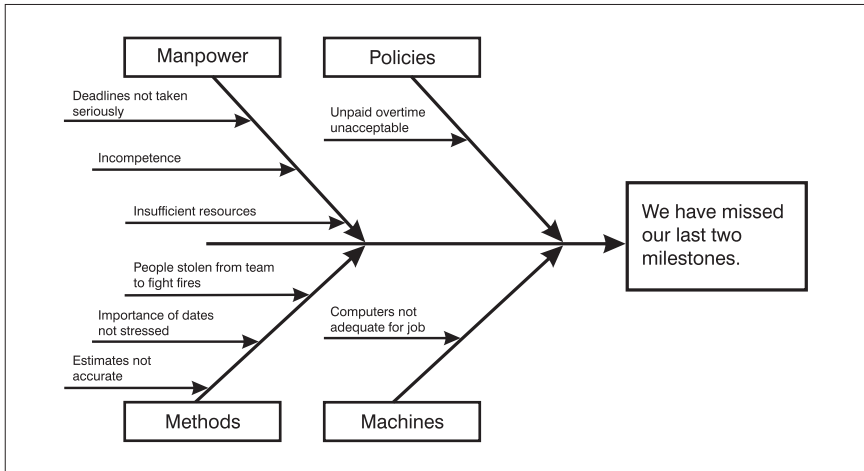 Manpower
Policies
Deadlines not taken
seriously
Unpaid overtime
unacceptable
Incompetence
Insufficient resources
We have missed
our last two
milestones.
People stolen from team
to fight fires
Importance of dates
not stressed
Computers not
adequate for job
Estimates not
accurate
Methods
Machines